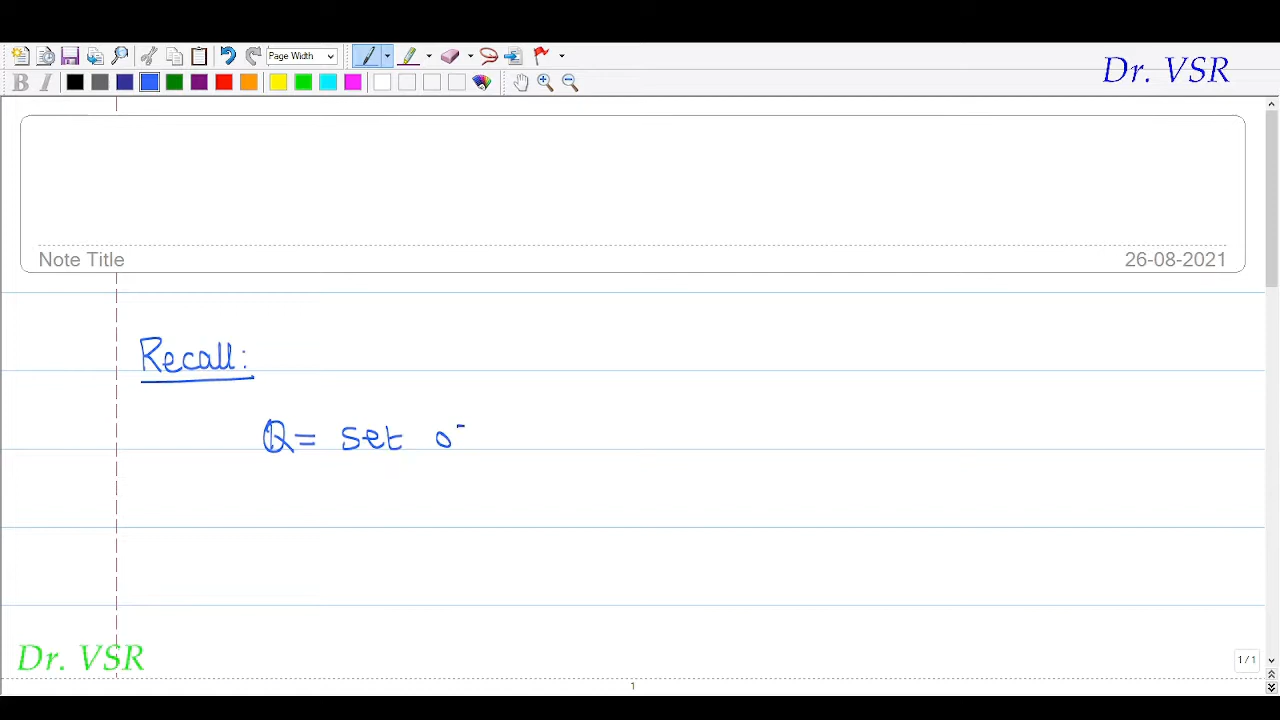 Page Width
Dr. VSR
B I
Note Title
26-08-2021
Recall:
ℚ= set
Dr. VSR
1/1
1